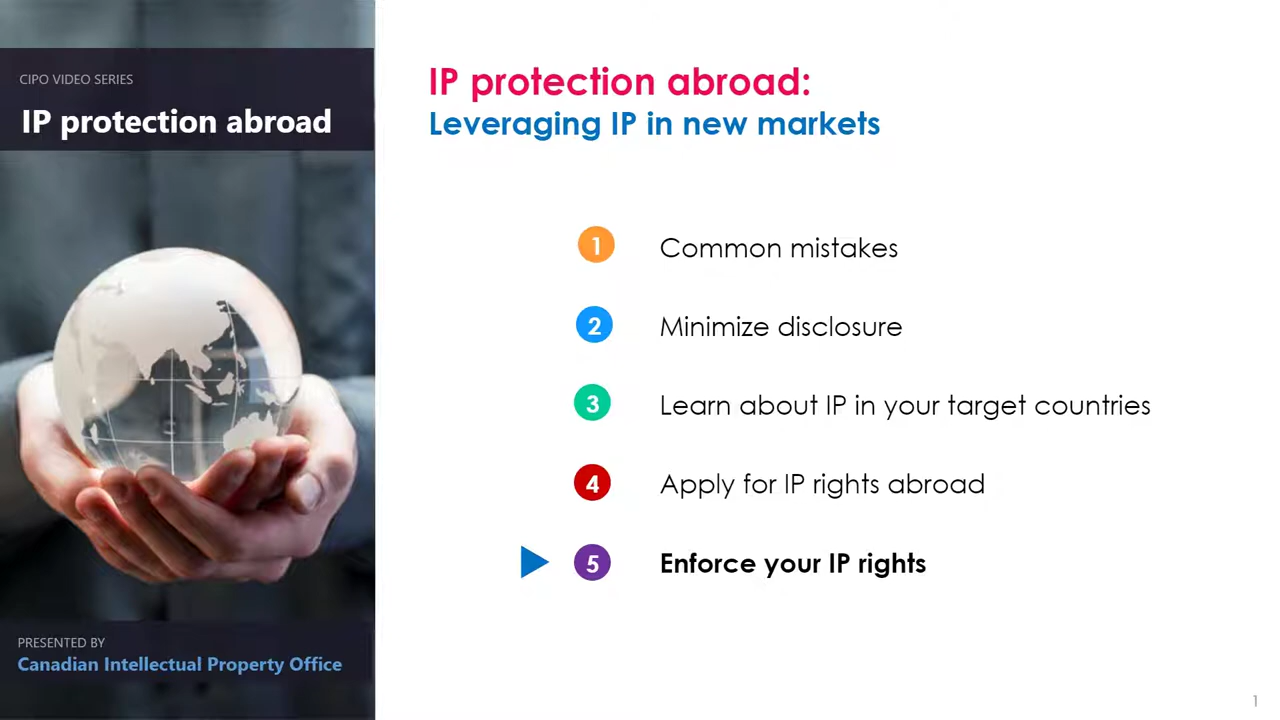 CIPO VIDEO SERIES
IP protection abroad
PRESENTED BY
Canadian Intellectual Property Office
IP protection abroad:
Leveraging IP in new markets
1 Common mistakes
2 Minimize disclosure
3 Learn about IP in your target countries
4 Apply for IP rights abroad
5 Enforce your IP rights
1